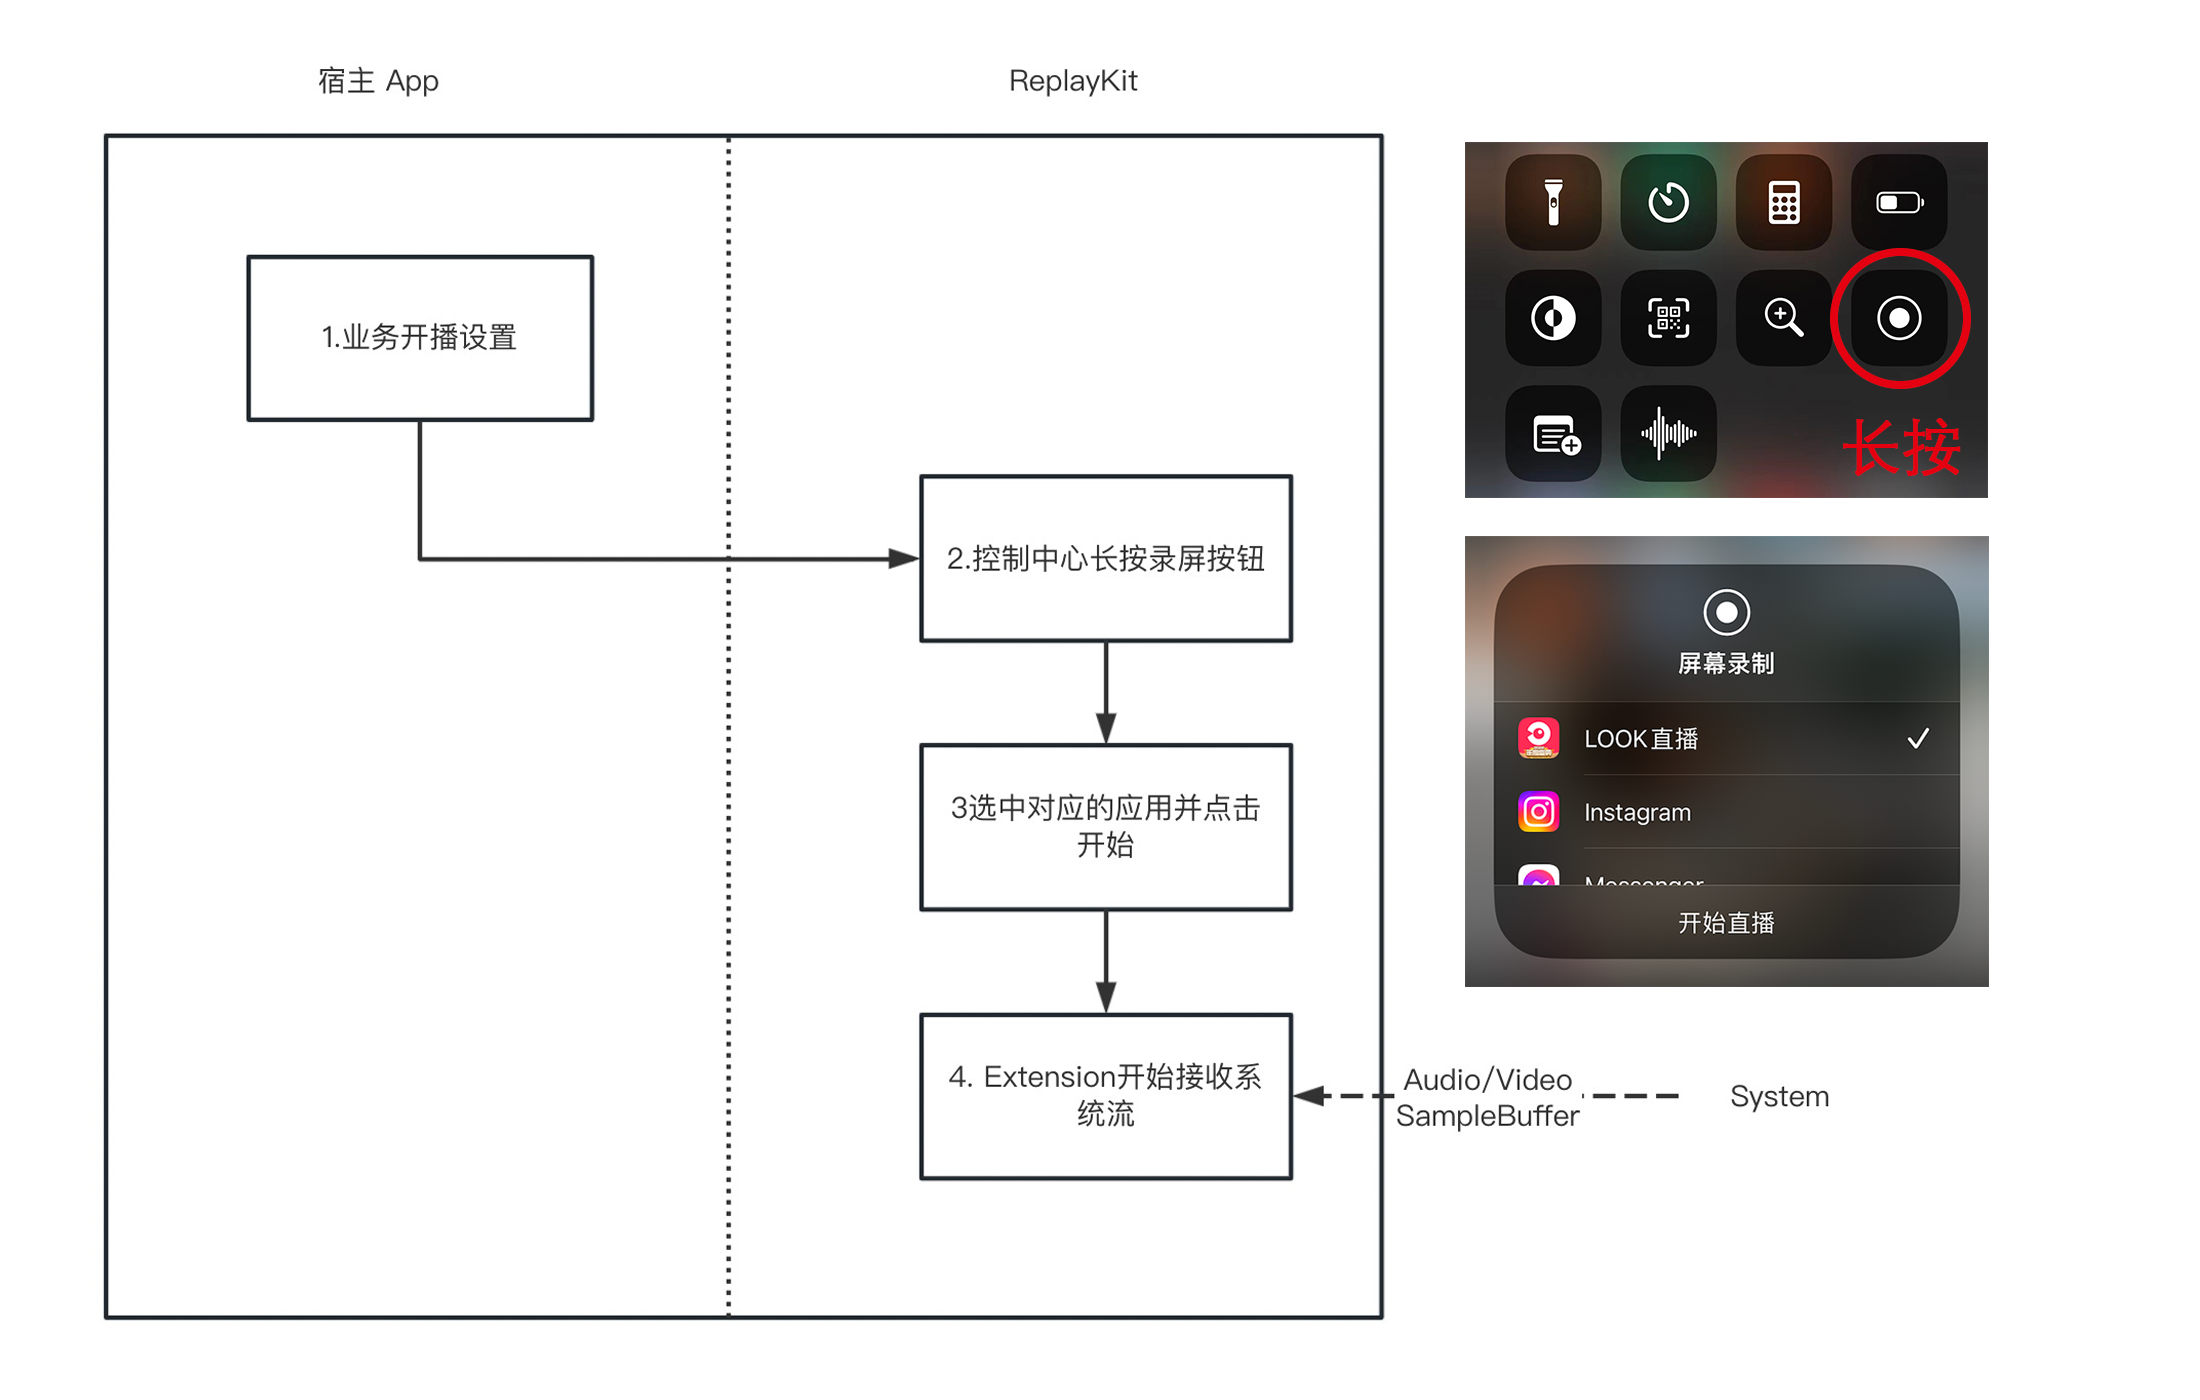 宿主 App
ReplayKit
1.业务开播设置
2.控制中心长按录屏按钮
3选中对应的应用并点击
开始
4. Extension开始接收系
统流
Audio/Video
SampleBuffer
System
长按
屏幕录制
LOOK直播
Instagram
Messenger
开始直播